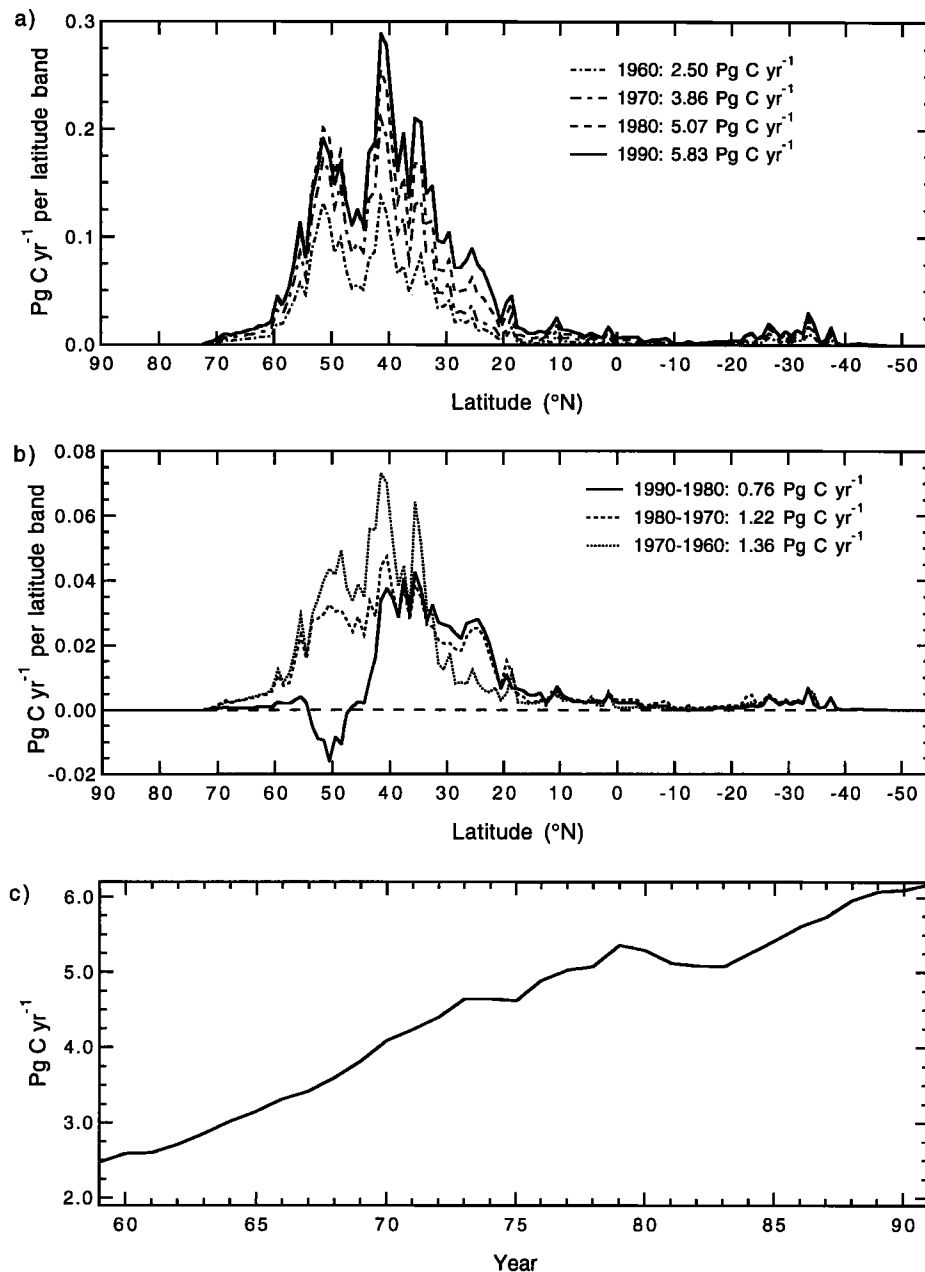 a)
0.3
0.2
0.1
0.0
Pg C yr-1 per latitude band
1960: 2.50 Pg C yr-1
1970: 3.86 Pg C yr-1
1980: 5.07 Pg C yr-1
1990: 5.83 Pg C yr-1
90 80 70 60 50 40 30 20 10 0 -10 -20 -30 -40 -50
Latitude (°N)
b)
0.08
0.06
0.04
0.02
0.00
-0.02
Pg C yr-1 per latitude band
1990-1980: 0.76 Pg C yr-1
1980-1970: 1.22 Pg C yr-1
1970-1960: 1.36 Pg C yr-1
90 80 70 60 50 40 30 20 10 0 -10 -20 -30 -40 -50
Latitude (°N)
c)
6.0
5.0
4.0
3.0
2.0
Pg C yr-1
60 65 70 75 80 85 90
Year